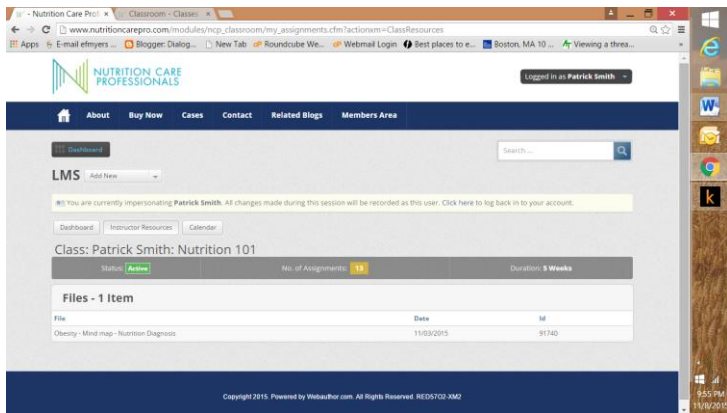 - Nutrition Care Prof
Classroom - Classes
www.nutritioncarepro.com/modules/ncp_classroom/my_assignments.cfm?actionxm=ClassResources
Apps E-mail efmyers ... Blogger: Dialog... New Tab Roundcube We... Webmail Login Best places to e... Boston, MA 10 ... Viewing a threa...
NUTRITION CARE
PROFESSIONALS
Logged in as Patrick Smith
About Buy Now Cases Contact Related Blogs Members Area
Dashboard
Search ...
LMS Add New
You are currently impersonating Patrick Smith. All changes made during this session will be recorded as this user. Click here to log back in to your account.
Dashboard Instructor Resources Calendar
Class: Patrick Smith: Nutrition 101
Status: Active No. of Assignments: 13 Duration: 5 Weeks
Files - 1 Item
File Date Id
Obesity - Mind map - Nutrition Diagnosis 11/03/2015 91740
Copyright 2015. Powered by Webauthor.com. All Rights Reserved. RED57O2-XM2
9:55 PM
11/8/2015